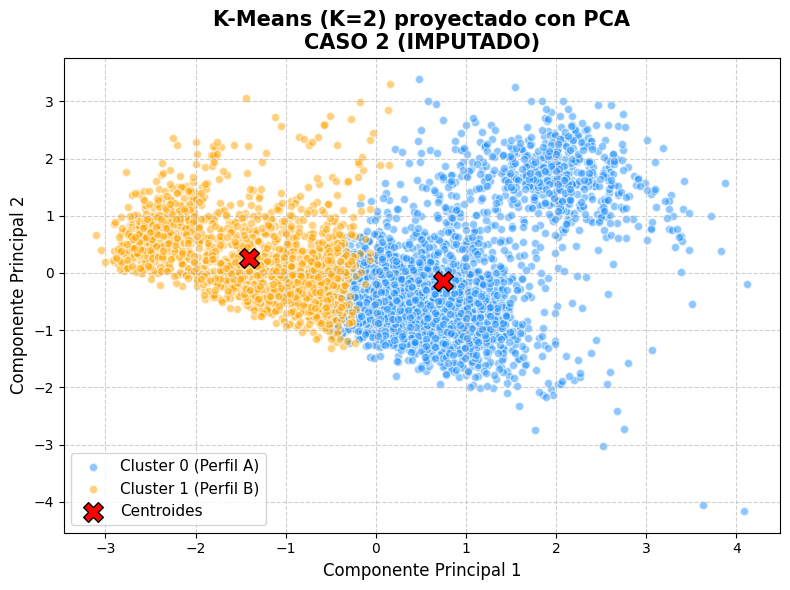 K-Means (K=2) proyectado con PCA
CASO 2 (IMPUTADO)
Componente Principal 2
3
2
1
0
−1
−2
−3
−4
Cluster 0 (Perfil A)
Cluster 1 (Perfil B)
Centroides
−3 −2 −1 0 1 2 3 4
Componente Principal 1